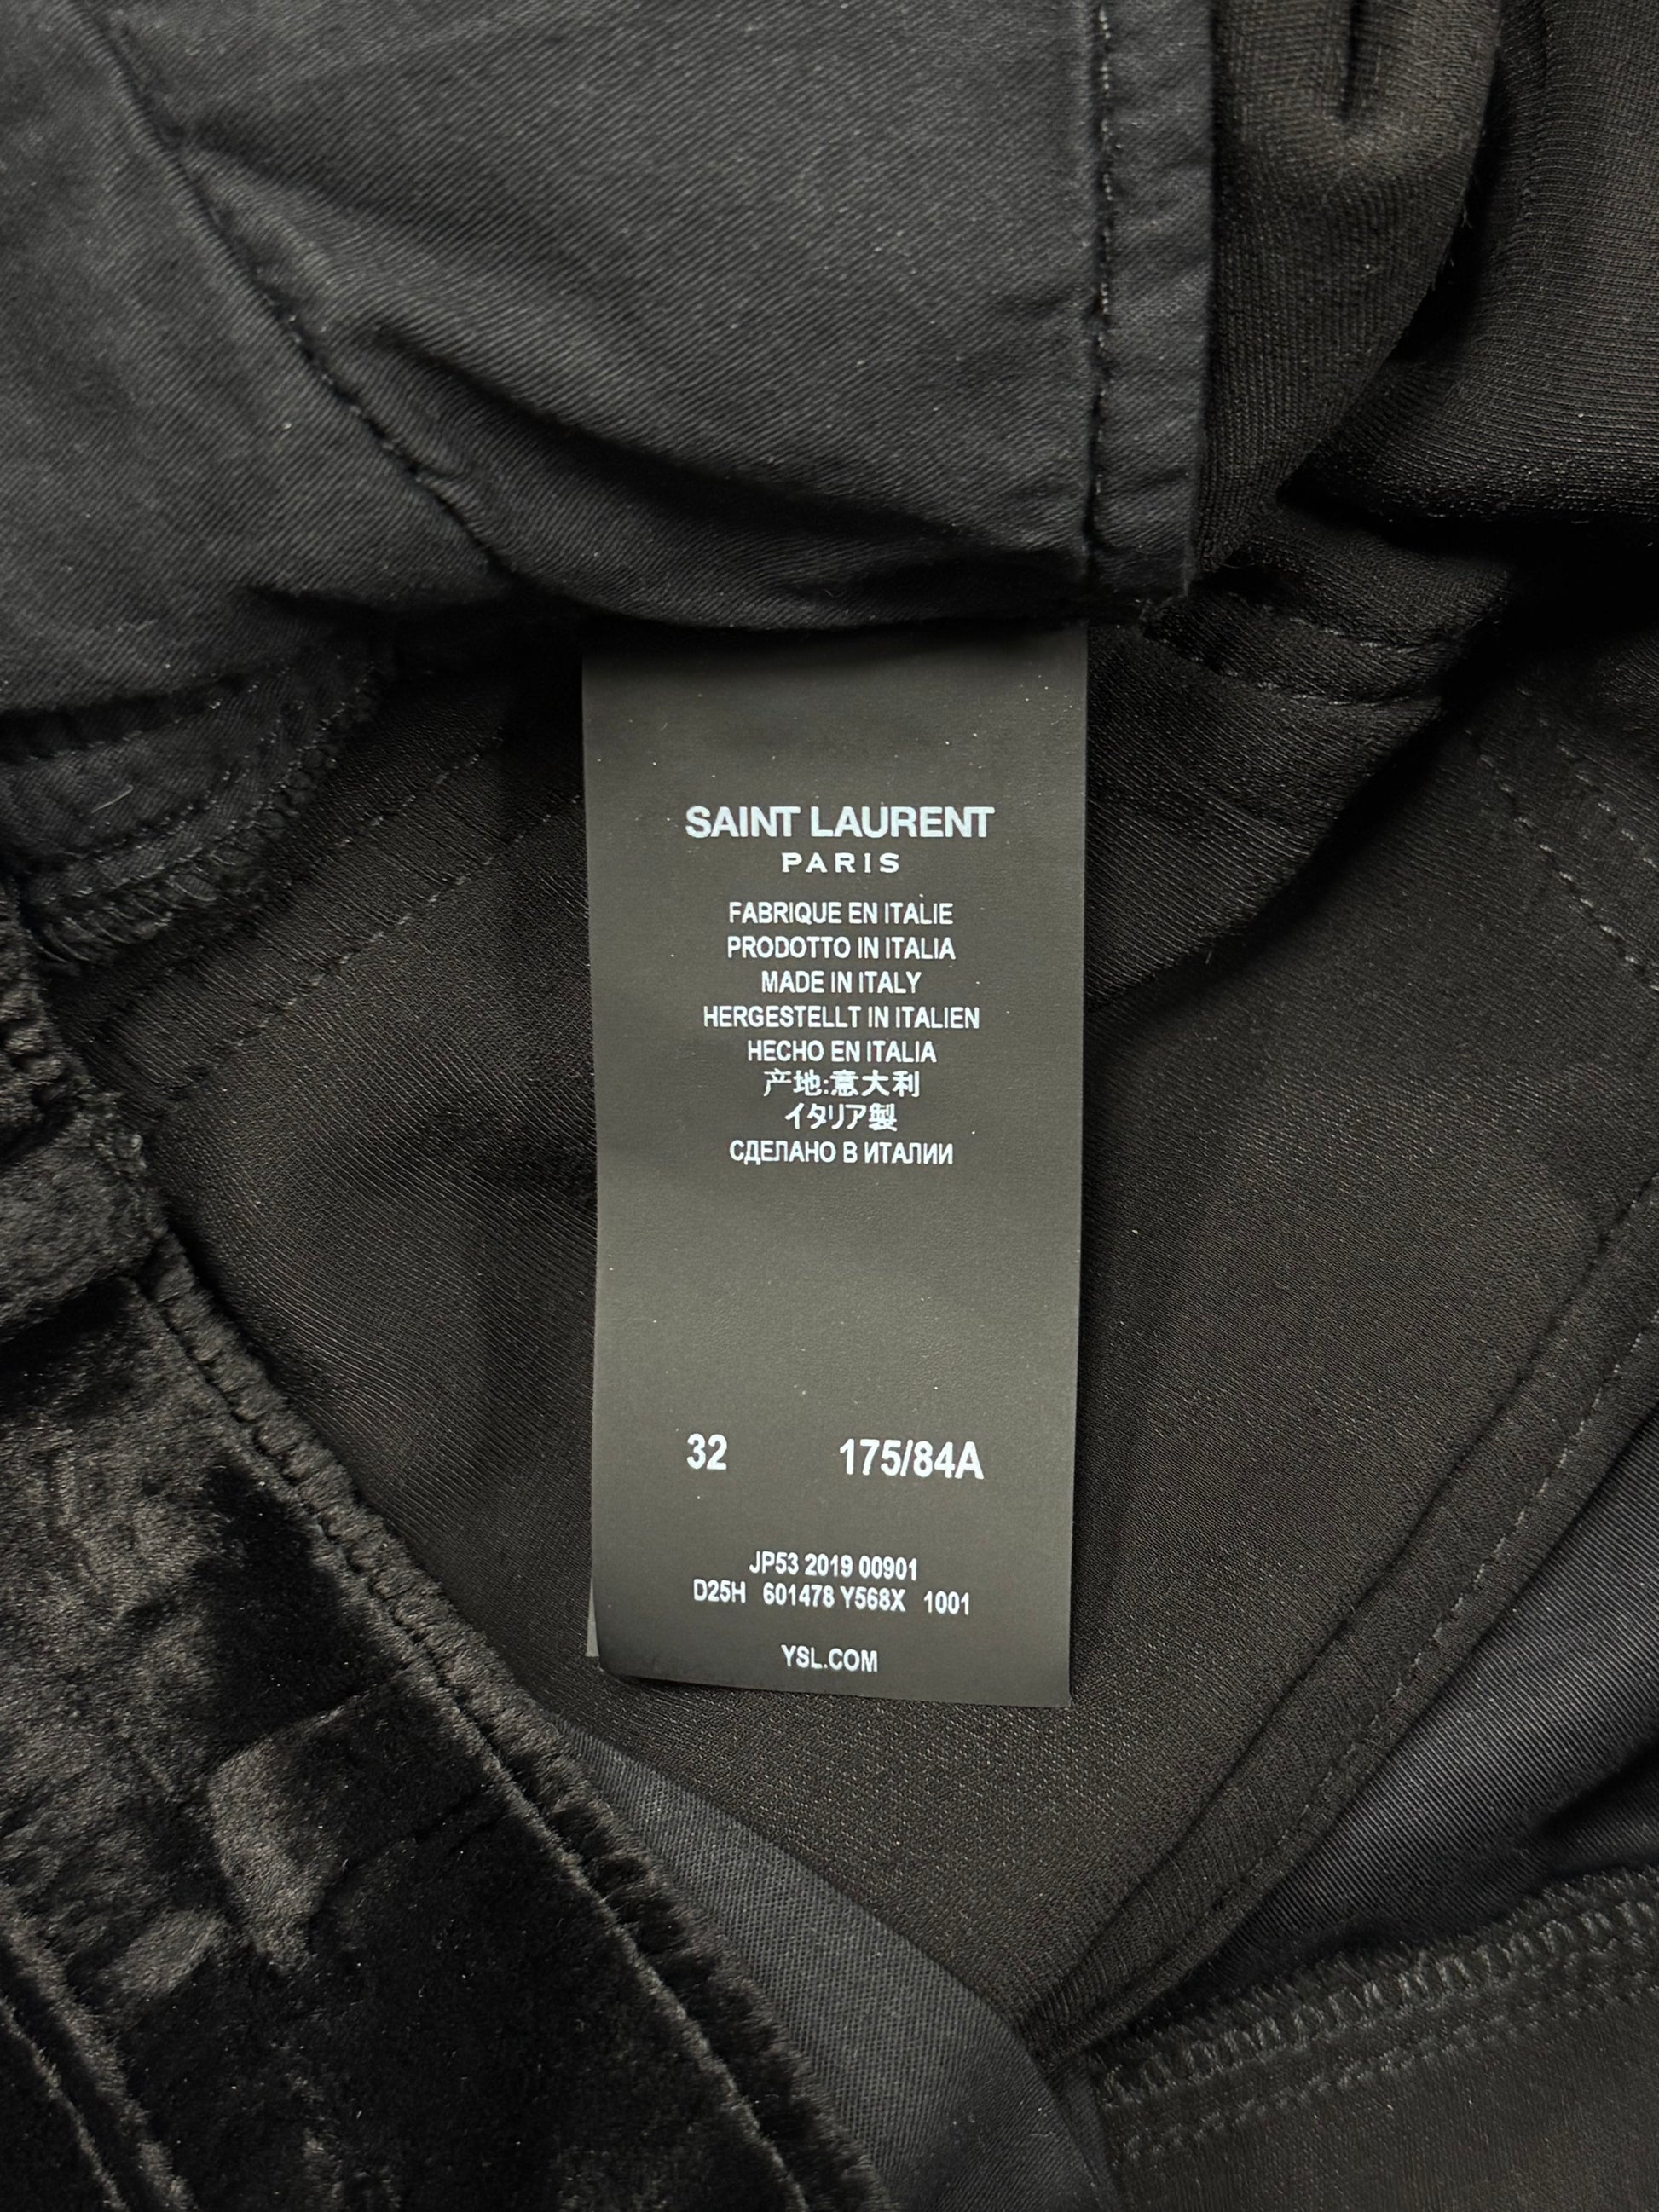 SAINT LAURENT
PARIS
FABRIQUE EN ITALIE
PRODOTTO IN ITALIA
MADE IN ITALY
HERGESTELLT IN ITALIEN
HECHO EN ITALIA
产地:意大利
イタリア製
СДЕЛАНО В ИТАЛИИ
32 175/84A
JP53 2019 00901
D25H 601478 Y568X 1001
YSL.COM